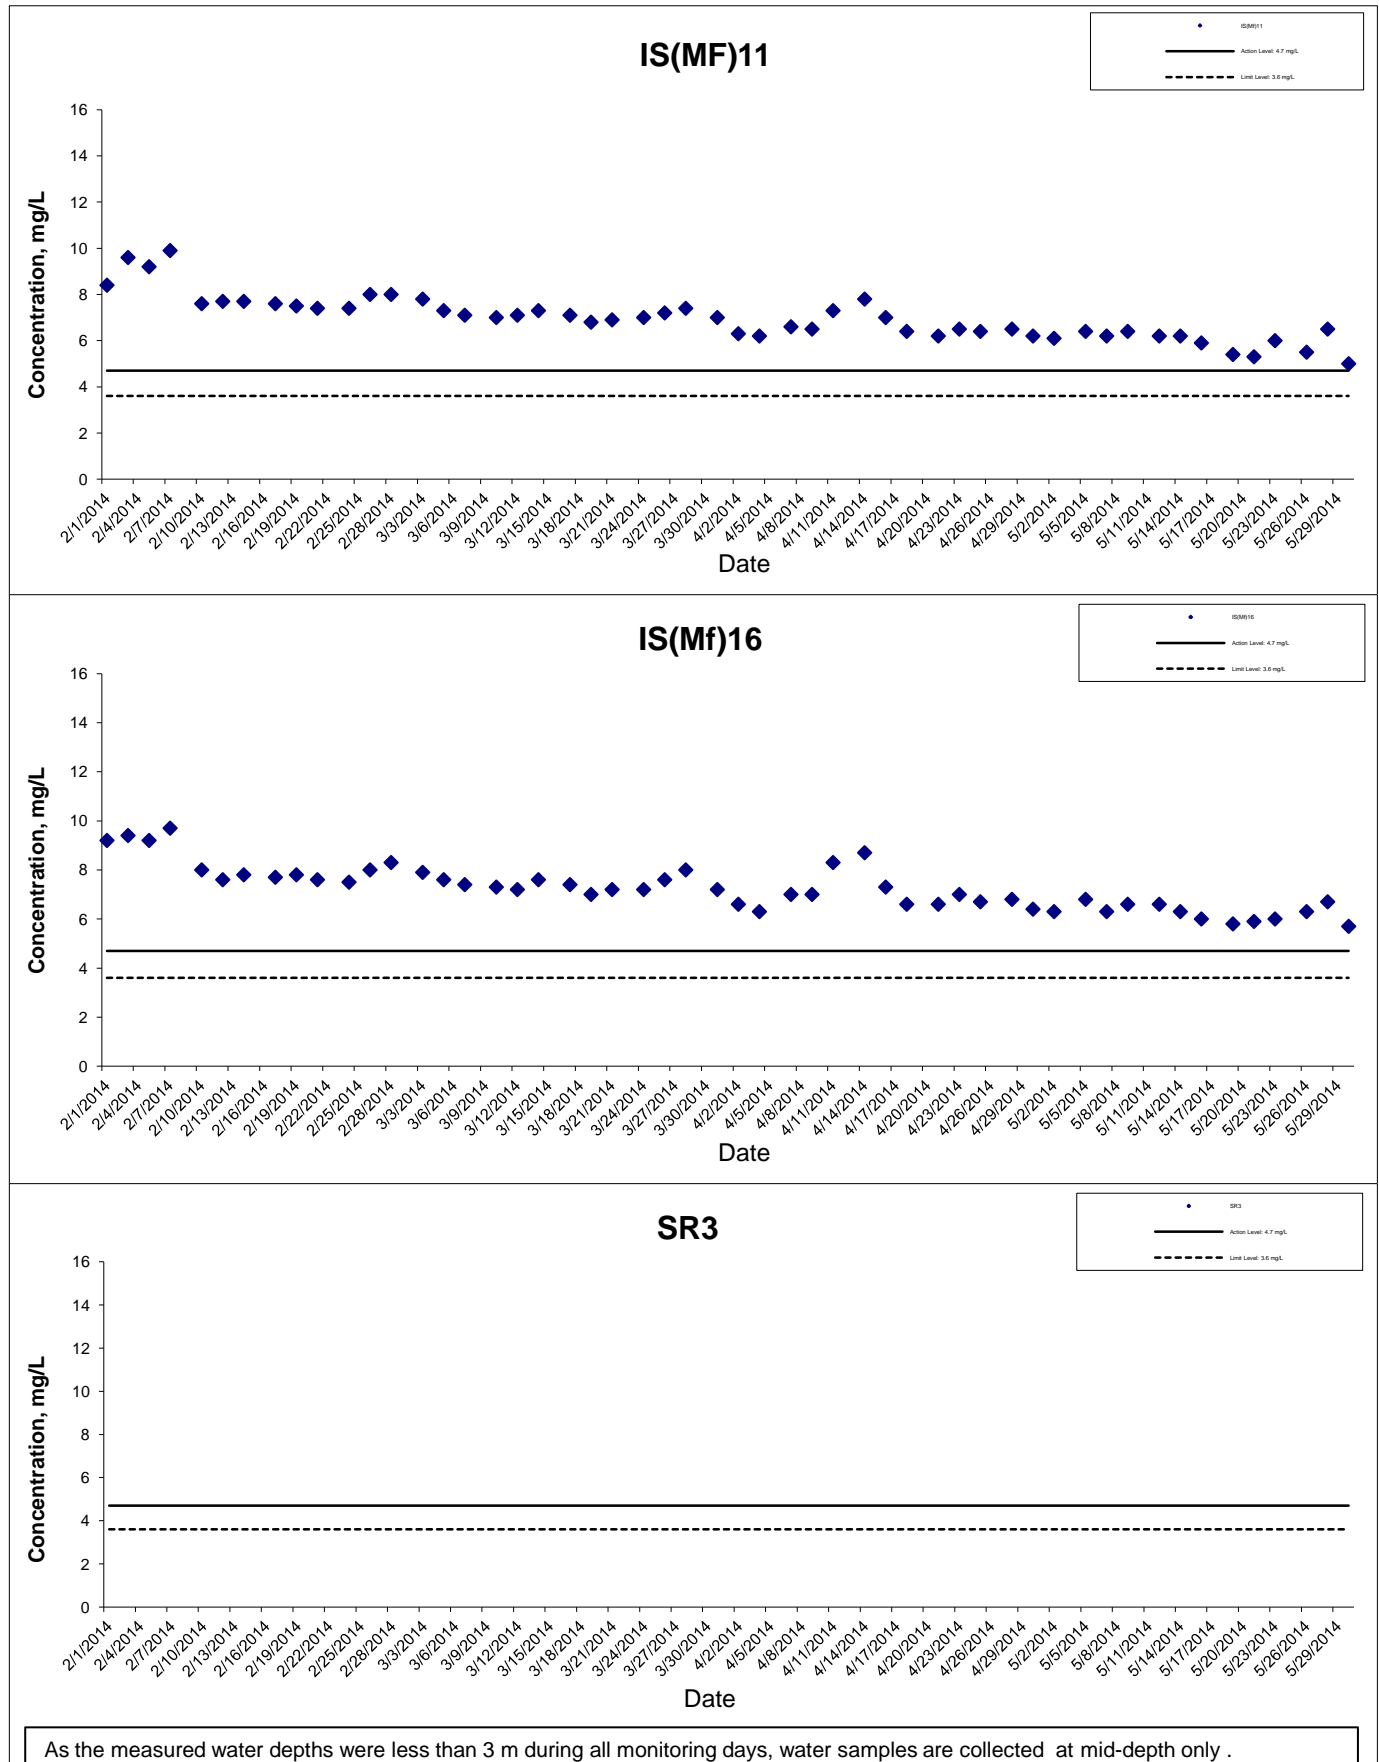 IS(MF)11
IS(Mf)11
Action Level: 4.7 mg/L
Limit Level: 3.6 mg/L
Concentration, mg/L
16
14
12
10
8
6
4
2
0
2/1/2014 2/4/2014 2/7/2014 2/10/2014 2/13/2014 2/16/2014 2/19/2014 2/22/2014 2/25/2014 2/28/2014 3/3/2014 3/6/2014 3/9/2014 3/12/2014 3/15/2014 3/18/2014 3/21/2014 3/24/2014 3/27/2014 3/30/2014 4/2/2014 4/5/2014 4/8/2014 4/11/2014 4/14/2014 4/17/2014 4/20/2014 4/23/2014 4/26/2014 4/29/2014 5/2/2014 5/5/2014 5/8/2014 5/11/2014 5/14/2014 5/17/2014 5/20/2014 5/23/2014 5/26/2014 5/29/2014
Date
IS(Mf)16
IS(Mf)16
Action Level: 4.7 mg/L
Limit Level: 3.6 mg/L
Concentration, mg/L
16
14
12
10
8
6
4
2
0
2/1/2014 2/4/2014 2/7/2014 2/10/2014 2/13/2014 2/16/2014 2/19/2014 2/22/2014 2/25/2014 2/28/2014 3/3/2014 3/6/2014 3/9/2014 3/12/2014 3/15/2014 3/18/2014 3/21/2014 3/24/2014 3/27/2014 3/30/2014 4/2/2014 4/5/2014 4/8/2014 4/11/2014 4/14/2014 4/17/2014 4/20/2014 4/23/2014 4/26/2014 4/29/2014 5/2/2014 5/5/2014 5/8/2014 5/11/2014 5/14/2014 5/17/2014 5/20/2014 5/23/2014 5/26/2014 5/29/2014
Date
SR3
SR3
Action Level: 4.7 mg/L
Limit Level: 3.6 mg/L
Concentration, mg/L
16
14
12
10
8
6
4
2
0
2/1/2014 2/4/2014 2/7/2014 2/10/2014 2/13/2014 2/16/2014 2/19/2014 2/22/2014 2/25/2014 2/28/2014 3/3/2014 3/6/2014 3/9/2014 3/12/2014 3/15/2014 3/18/2014 3/21/2014 3/24/2014 3/27/2014 3/30/2014 4/2/2014 4/5/2014 4/8/2014 4/11/2014 4/14/2014 4/17/2014 4/20/2014 4/23/2014 4/26/2014 4/29/2014 5/2/2014 5/5/2014 5/8/2014 5/11/2014 5/14/2014 5/17/2014 5/20/2014 5/23/2014 5/26/2014 5/29/2014
Date
As the measured water depths were less than 3 m during all monitoring days, water samples are collected at mid-depth only .